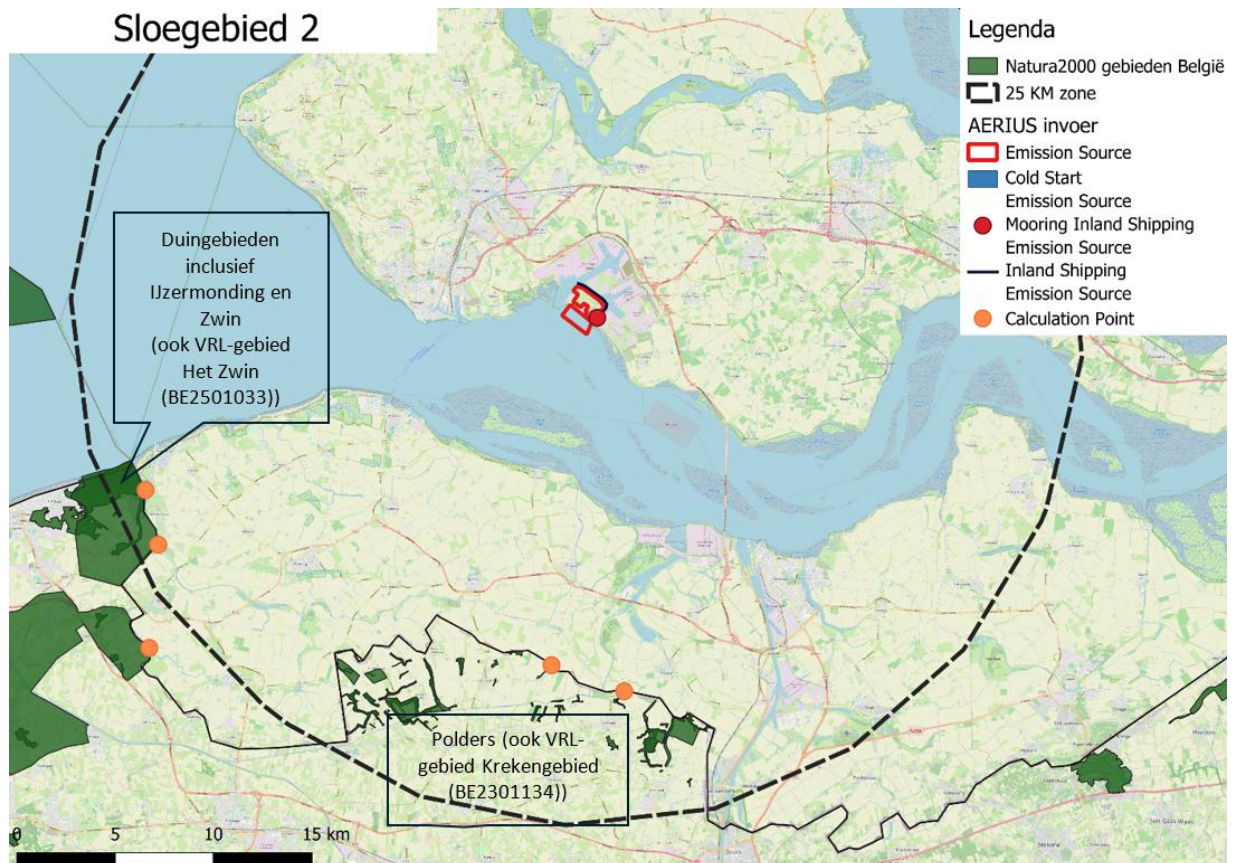 Sloegebied 2
Legenda
Natura2000 gebieden België
25 KM zone
AERIUS invoer
Emission Source
Cold Start
Emission Source
Mooring Inland Shipping
Emission Source
Inland Shipping
Emission Source
Calculation Point
Duingebieden
inclusief
IJzermonding en
Zwin
(ook VRL-gebied
Het Zwin
(BE2501033))
Polders (ook VRL-
gebied Krekengebied
(BE2301134))
0 5 10 15 km